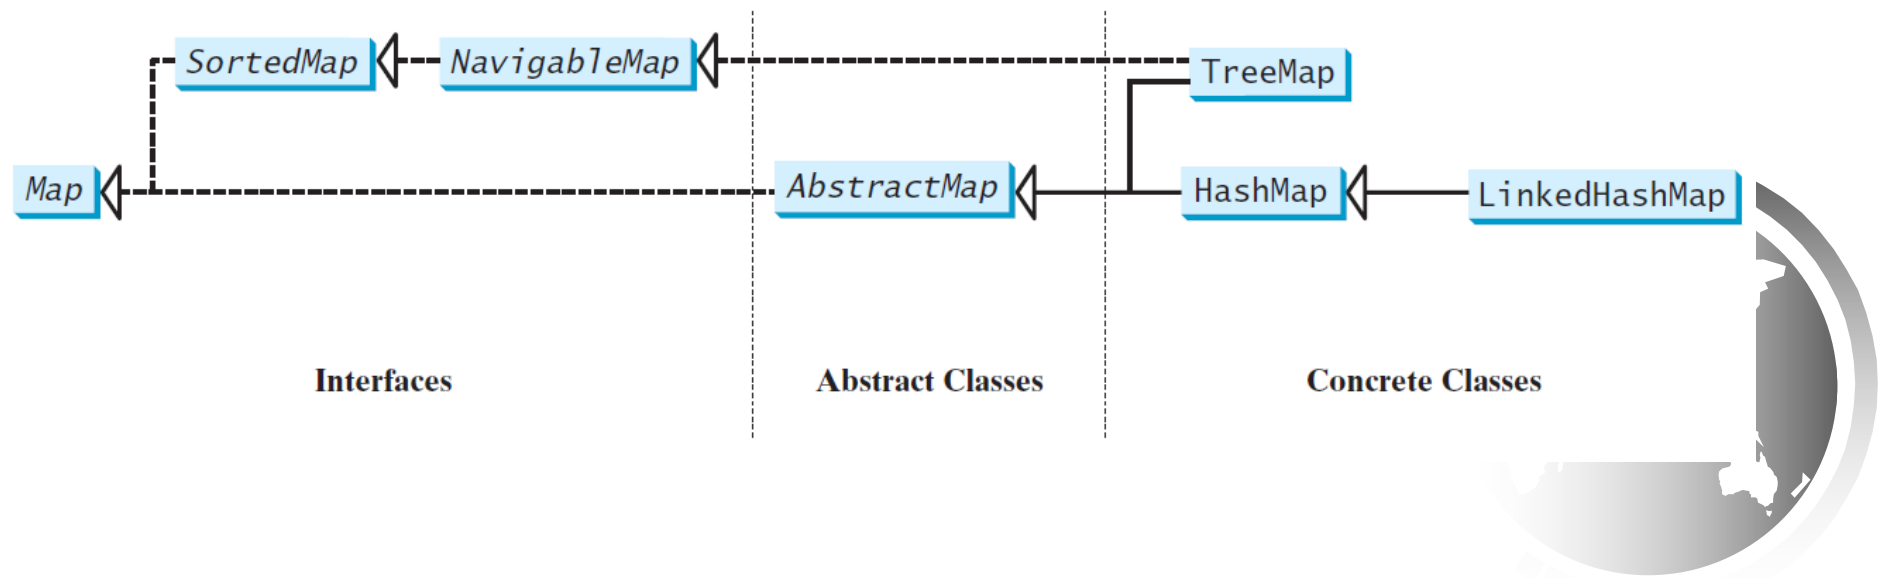 SortedMap
NavigableMap
TreeMap
Map
AbstractMap
HashMap
LinkedHashMap
Interfaces
Abstract Classes
Concrete Classes